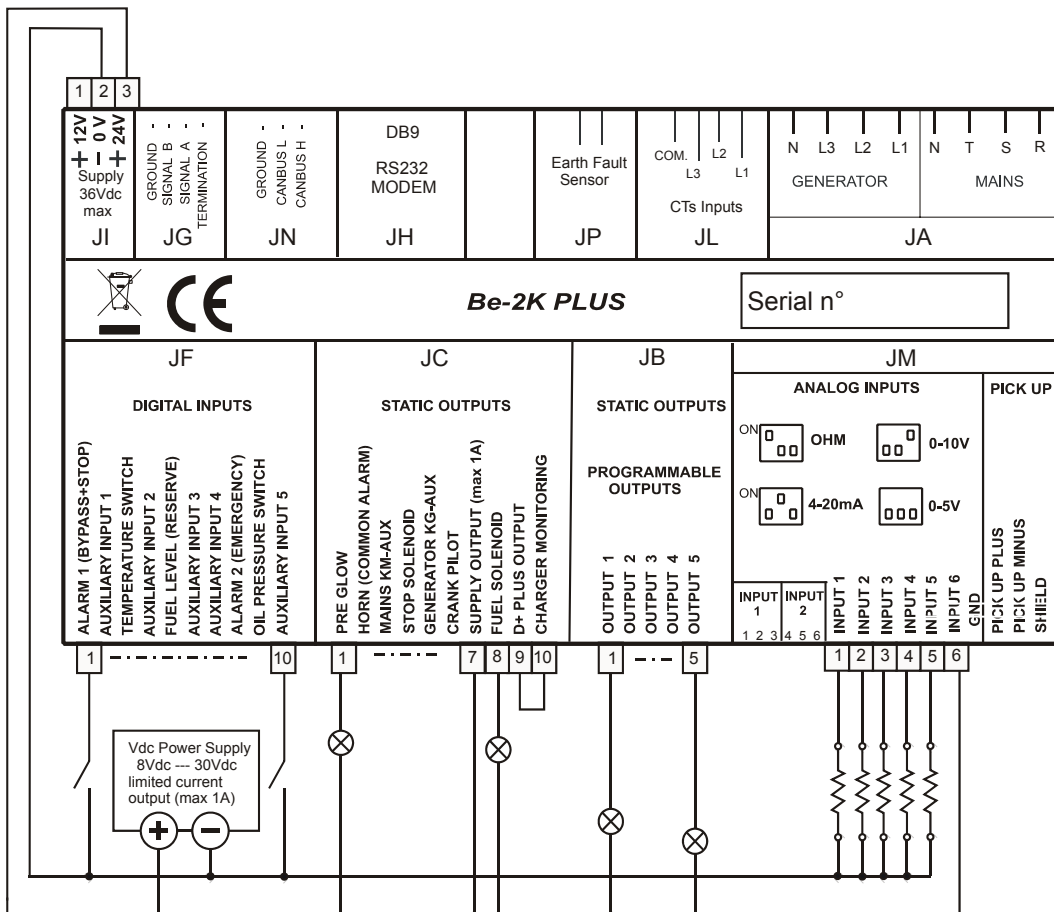 1 2 3
+ 12V
− 0 V
+ 24V
Supply
36Vdc
max
JI
GROUND -
SIGNAL B -
SIGNAL A -
TERMINATION -
JG
GROUND -
CANBUS L -
CANBUS H -
JN
DB9
RS232
MODEM
JH
Earth Fault
Sensor
JP
COM.
L3
L2
L1
CTs Inputs
JL
N L3 L2 L1 N T S R
GENERATOR
MAINS
JA
CE
Be-2K PLUS
Serial n°
JF
DIGITAL INPUTS
ALARM 1 (BYPASS+STOP)
AUXILIARY INPUT 1
TEMPERATURE SWITCH
AUXILIARY INPUT 2
FUEL LEVEL (RESERVE)
AUXILIARY INPUT 3
AUXILIARY INPUT 4
ALARM 2 (EMERGENCY)
OIL PRESSURE SWITCH
AUXILIARY INPUT 5
1 10
JC
STATIC OUTPUTS
PRE GLOW
HORN (COMMON ALARM)
MAINS KM-AUX
STOP SOLENOID
GENERATOR KG-AUX
CRANK PILOT
SUPPLY OUTPUT (max 1A)
FUEL SOLENOID
D+ PLUS OUTPUT
CHARGER MONITORING
1 7 8 9 10
JB
STATIC OUTPUTS
PROGRAMMABLE
OUTPUTS
OUTPUT 1
OUTPUT 2
OUTPUT 3
OUTPUT 4
OUTPUT 5
1 5
JM
ANALOG INPUTS
ON OHM
0-10V
ON 4-20mA
0-5V
INPUT
1
1 2 3
INPUT
2
4 5 6
INPUT 1
INPUT 2
INPUT 3
INPUT 4
INPUT 5
INPUT 6
GND
1 2 3 4 5 6
PICK UP
PICK UP PLUS
PICK UP MINUS
SHIELD
Vdc Power Supply
8Vdc --- 30Vdc
limited current
output (max 1A)
+ −